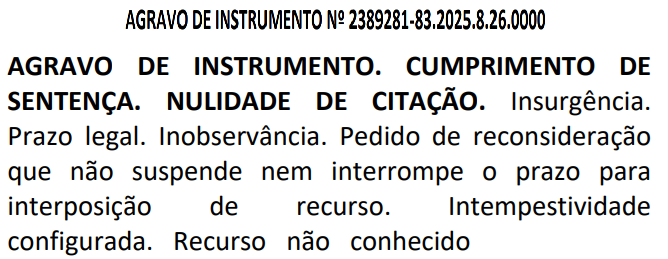 AGRAVO DE INSTRUMENTO Nº 2389281-83.2025.8.26.0000
AGRAVO DE INSTRUMENTO. CUMPRIMENTO DE
SENTENÇA. NULIDADE DE CITAÇÃO. Insurgência.
Prazo legal. Inobservância. Pedido de reconsideração
que não suspende nem interrompe o prazo para
interposição de recurso. Intempestividade
configurada. Recurso não conhecido